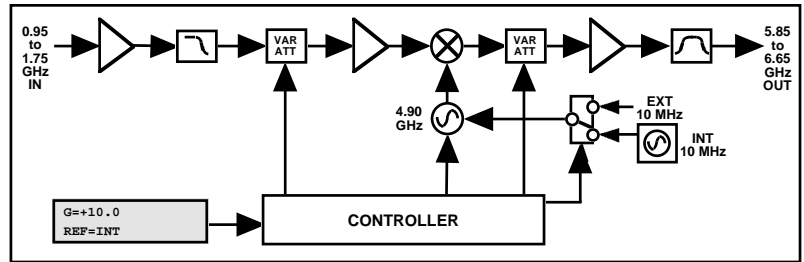 0.95
to
1.75
GHz
IN
VAR
ATT
VAR
ATT
5.85
to
6.65
GHz
OUT
4.90
GHz
EXT
10 MHz
INT
10 MHz
G=+10.0
REF=INT
CONTROLLER